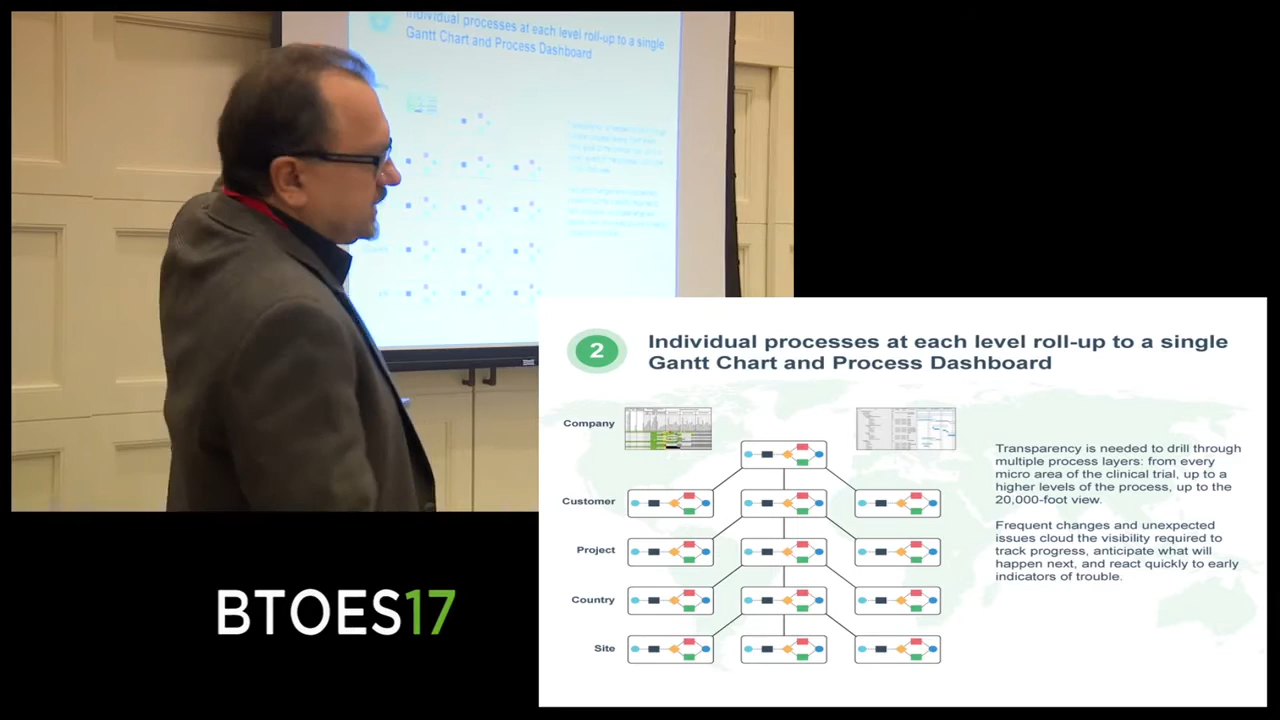 Individual processes at each level roll-up to a single
Gantt Chart and Process Dashboard
BTOES17
2
Individual processes at each level roll-up to a single
Gantt Chart and Process Dashboard
Company
Customer
Project
Country
Site
Transparency is needed to drill through
multiple process layers: from every
micro area of the clinical trial, up to a
higher levels of the process, up to the
20,000-foot view.
Frequent changes and unexpected
issues cloud the visibility required to
track progress, anticipate what will
happen next, and react quickly to early
indicators of trouble.